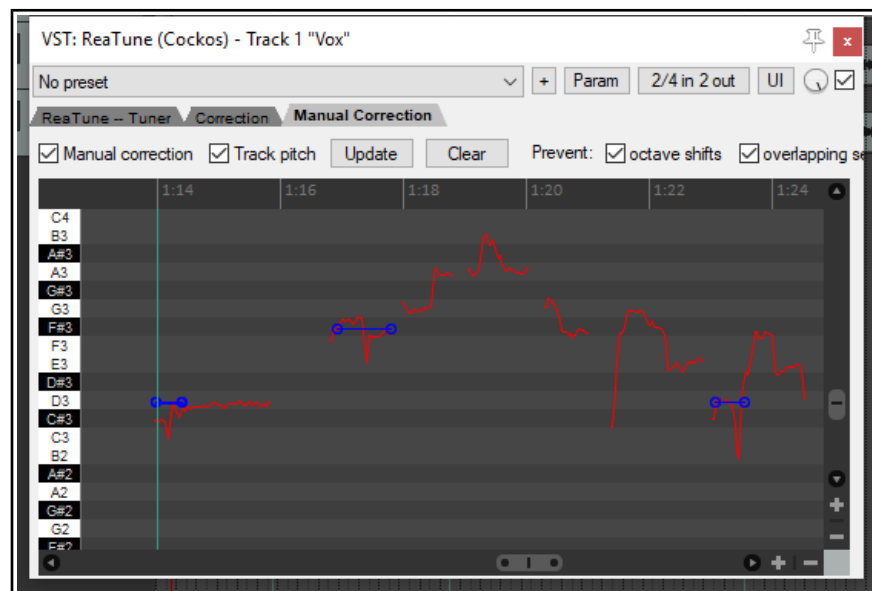 VST: ReaTune (Cockos) - Track 1 "Vox"
x
No preset
+ Param 2/4 in 2 out UI
ReaTune -- Tuner Correction Manual Correction
Manual correction Track pitch Update Clear Prevent: octave shifts overlapping se
1:14 1:16 1:18 1:20 1:22 1:24
C4
B3
A#3
A3
G#3
G3
F#3
F3
E3
D#3
D3
C#3
C3
B2
A#2
A2
G#2
G2
F#2